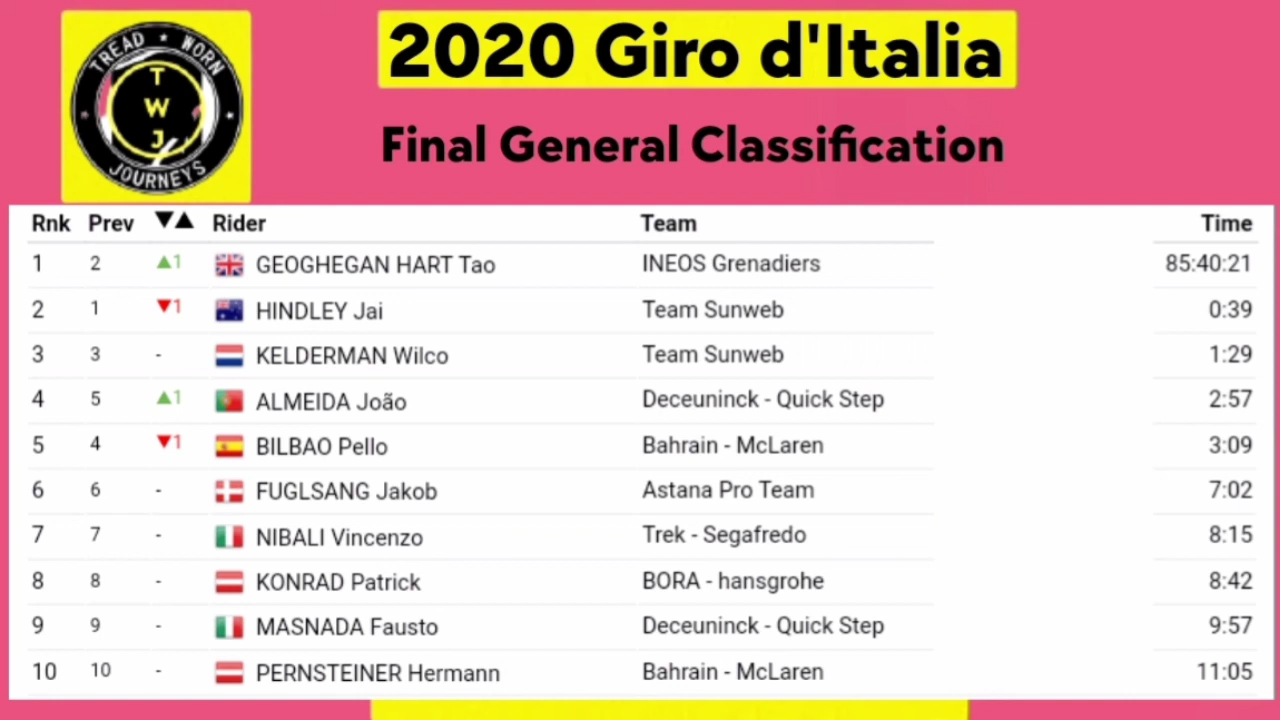 TREAD ★ WORN
T
W
J
JOURNEYS
2020 Giro d'Italia
Final General Classification
Rnk Prev ▼▲ Rider Team Time
1 2 ▲1 GEOGHEGAN HART Tao INEOS Grenadiers 85:40:21
2 1 ▼1 HINDLEY Jai Team Sunweb 0:39
3 3 - KELDERMAN Wilco Team Sunweb 1:29
4 5 ▲1 ALMEIDA João Deceuninck - Quick Step 2:57
5 4 ▼1 BILBAO Pello Bahrain - McLaren 3:09
6 6 - FUGLSANG Jakob Astana Pro Team 7:02
7 7 - NIBALI Vincenzo Trek - Segafredo 8:15
8 8 - KONRAD Patrick BORA - hansgrohe 8:42
9 9 - MASNADA Fausto Deceuninck - Quick Step 9:57
10 10 - PERNSTEINER Hermann Bahrain - McLaren 11:05